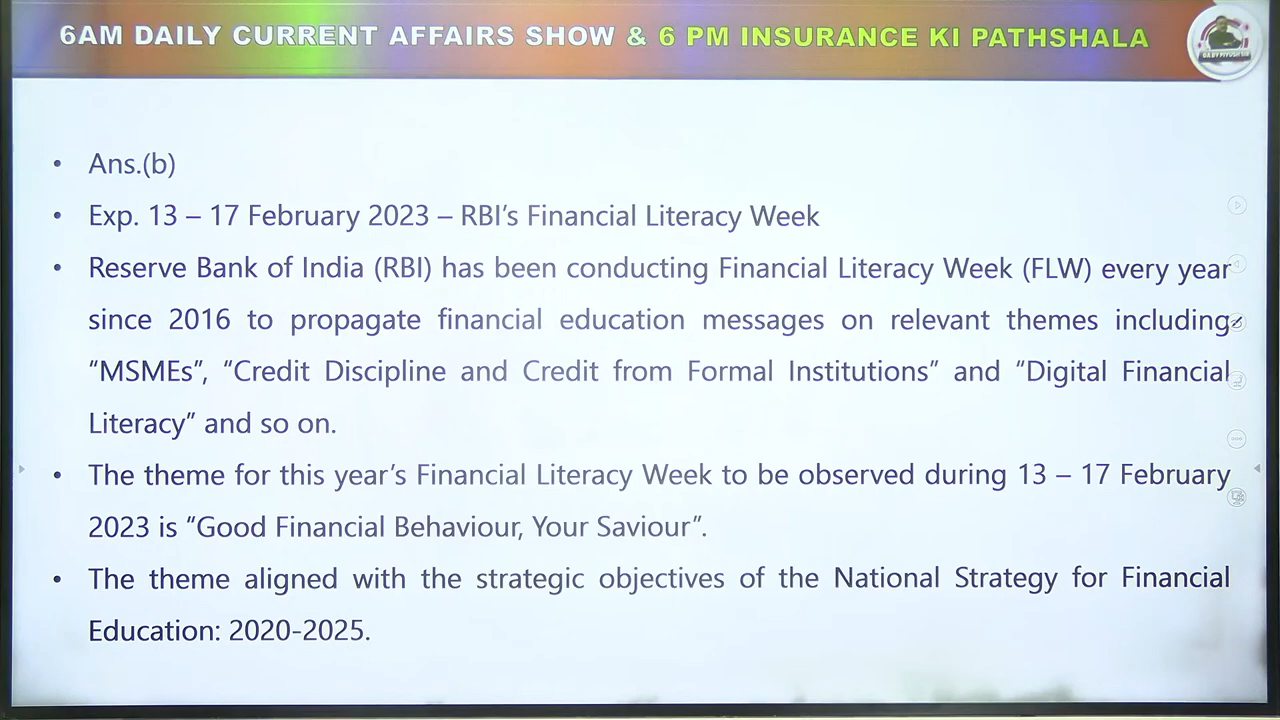 6AM DAILY CURRENT AFFAIRS SHOW & 6 PM INSURANCE KI PATHSHALA
• Ans.(b)
• Exp. 13 – 17 February 2023 – RBI’s Financial Literacy Week
• Reserve Bank of India (RBI) has been conducting Financial Literacy Week (FLW) every year
since 2016 to propagate financial education messages on relevant themes including
“MSMEs”, “Credit Discipline and Credit from Formal Institutions” and “Digital Financial
Literacy” and so on.
• The theme for this year’s Financial Literacy Week to be observed during 13 – 17 February
2023 is “Good Financial Behaviour, Your Saviour”.
• The theme aligned with the strategic objectives of the National Strategy for Financial
Education: 2020-2025.